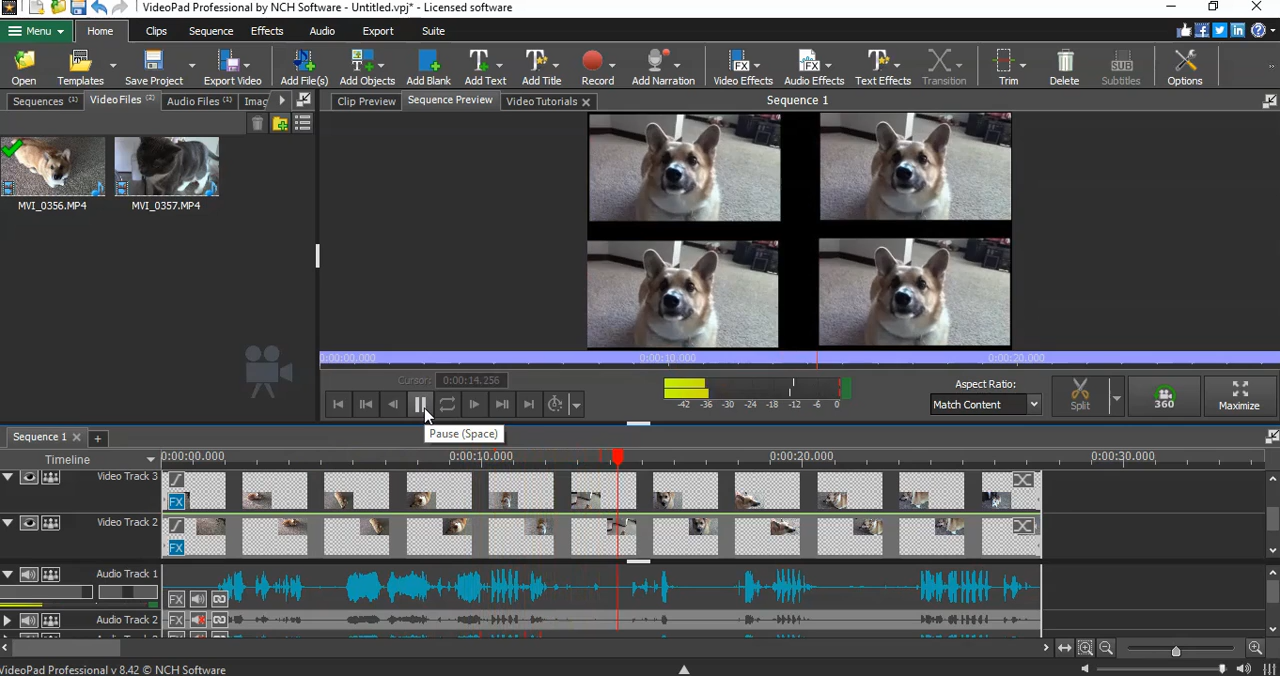 VideoPad Professional by NCH Software - Untitled.vpj* - Licensed software
Menu Home Clips Sequence Effects Audio Export Suite
Open Templates Save Project Export Video Add File(s) Add Objects Add Blank Add Text Add Title Record Add Narration Video Effects Audio Effects Text Effects Transition Trim Delete Subtitles Options
Sequences (1) Video Files (2) Audio Files (1) Imag Clip Preview Sequence Preview Video Tutorials Sequence 1
MVI_0356.MP4 MVI_0357.MP4
0:00:00.000 0:00:10.000 0:00:20.000
Cursor: 0:00:14.256
-42 -36 -30 -24 -18 -12 -6 0
Aspect Ratio:
Match Content
Split 360 Maximize
Pause (Space)
Sequence 1
Timeline 0:00:00.000 0:00:10.000 0:00:20.000 0:00:30.000
Video Track 3
FX
Video Track 2
FX
Audio Track 1
FX
Audio Track 2 FX
VideoPad Professional v 8.42 © NCH Software